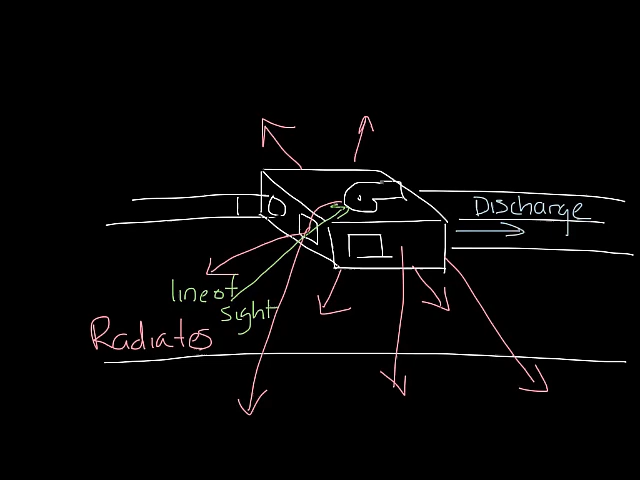 Discharge
line of
sight
Radiates